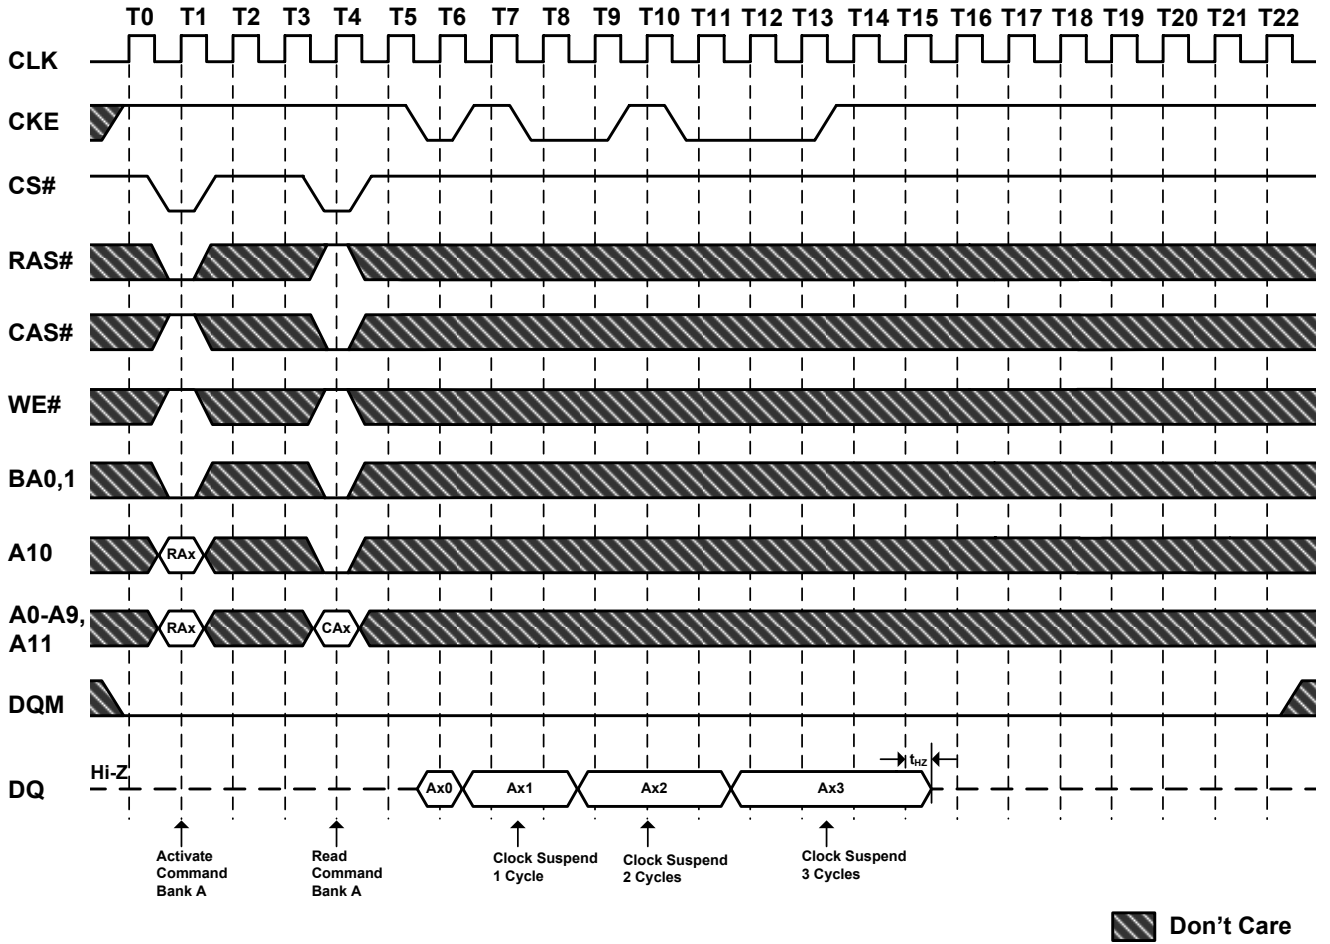 T0 T1 T2 T3 T4 T5 T6 T7 T8 T9 T10 T11 T12 T13 T14 T15 T16 T17 T18 T19 T20 T21 T22
CLK
CKE
CS#
RAS#
CAS#
WE#
BA0,1
A10
RAx
A0-A9,
A11
RAx
CAx
DQM
DQ
Hi-Z
Ax0
Ax1
Ax2
Ax3
tHZ
Activate
Command
Bank A
Read
Command
Bank A
Clock Suspend
1 Cycle
Clock Suspend
2 Cycles
Clock Suspend
3 Cycles
Don't Care